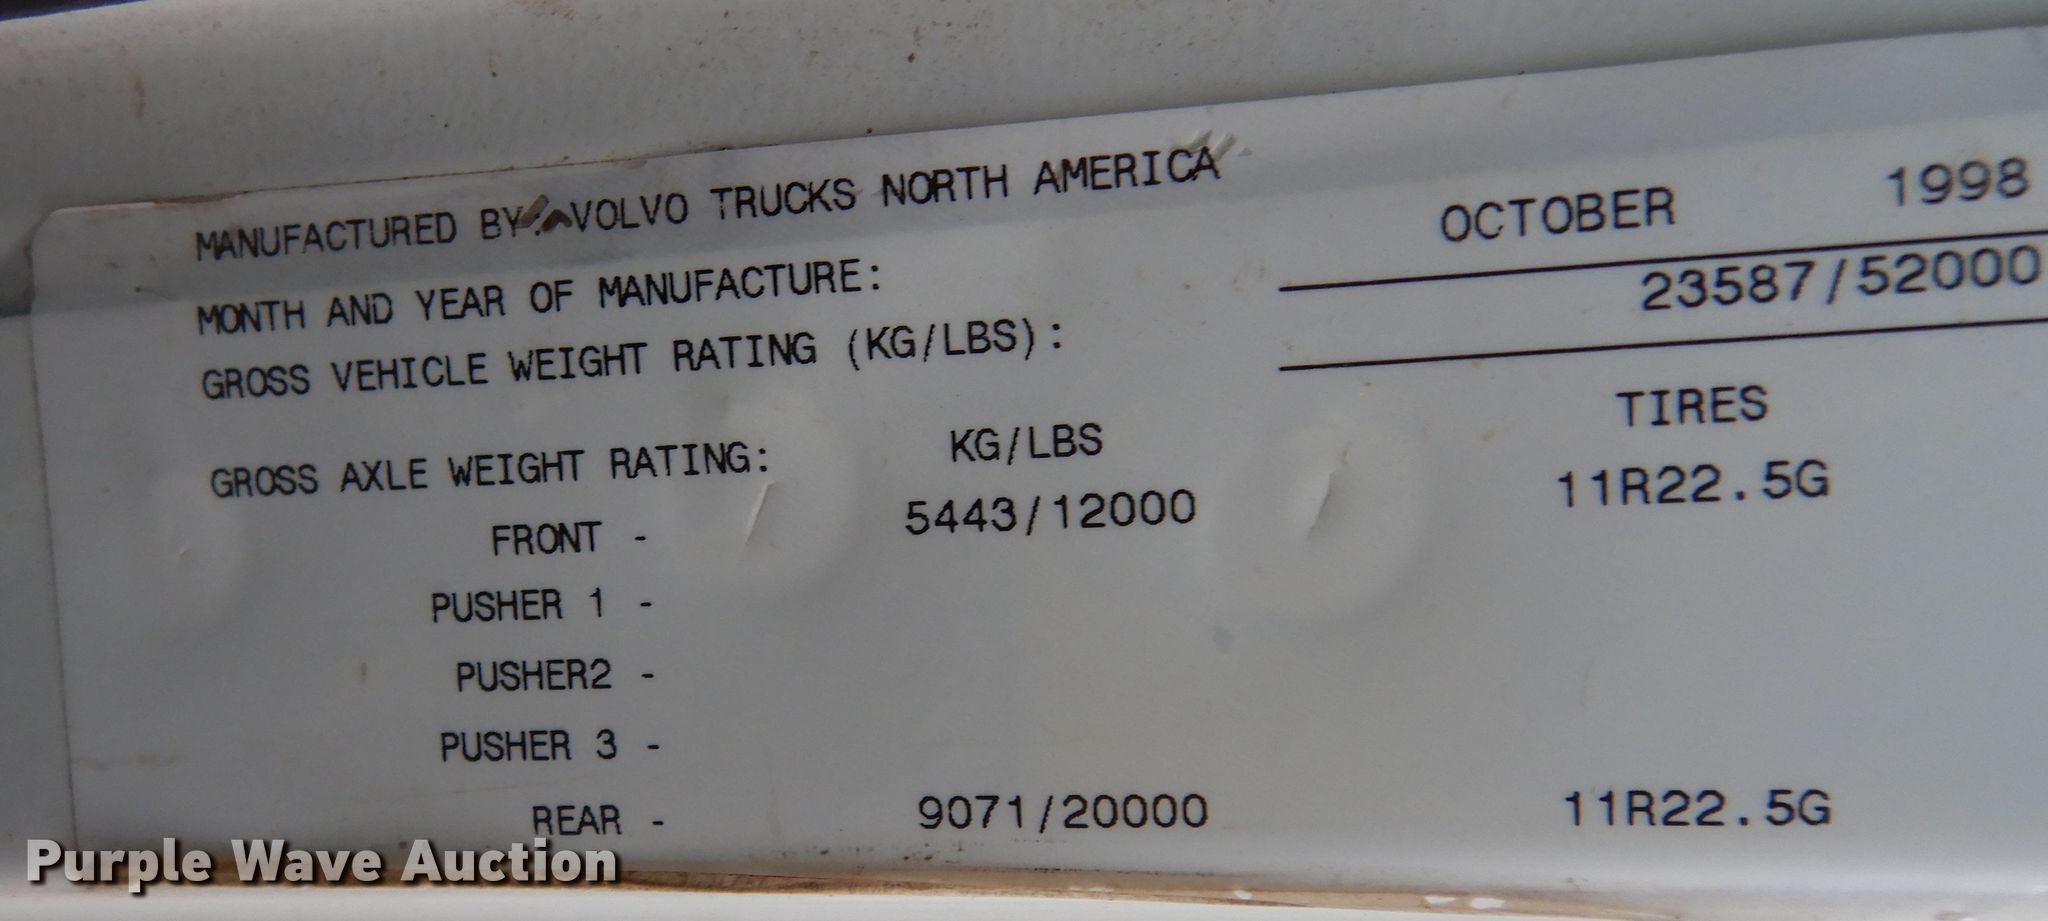 MANUFACTURED BY: VOLVO TRUCKS NORTH AMERICA
MONTH AND YEAR OF MANUFACTURE: OCTOBER 1998
GROSS VEHICLE WEIGHT RATING (KG/LBS): 23587/52000
GROSS AXLE WEIGHT RATING: KG/LBS TIRES
FRONT - 5443/12000 11R22.5G
PUSHER 1 -
PUSHER2 -
PUSHER 3 -
REAR - 9071/20000 11R22.5G
Purple Wave Auction